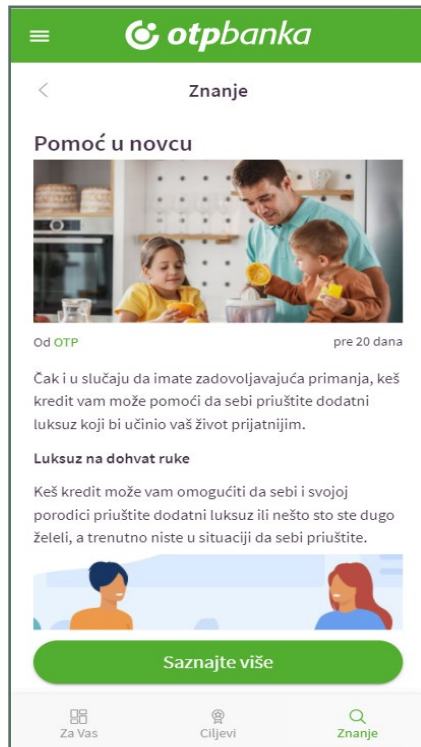 otpbanka
Znanje
Pomoć u novcu
Od OTP
pre 20 dana
Čak i u slučaju da imate zadovoljavajuća primanja, keš
kredit vam može pomoći da sebi priuštite dodatni
luksuz koji bi učinio vaš život prijatnijim.
Luksuz na dohvat ruke
Keš kredit može vam omogućiti da sebi i svojoj
porodici priuštite dodatni luksuz ili nešto sto ste dugo
želeli, a trenutno niste u situaciji da sebi priuštite.
Saznajte više
Za Vas
Ciljevi
Znanje